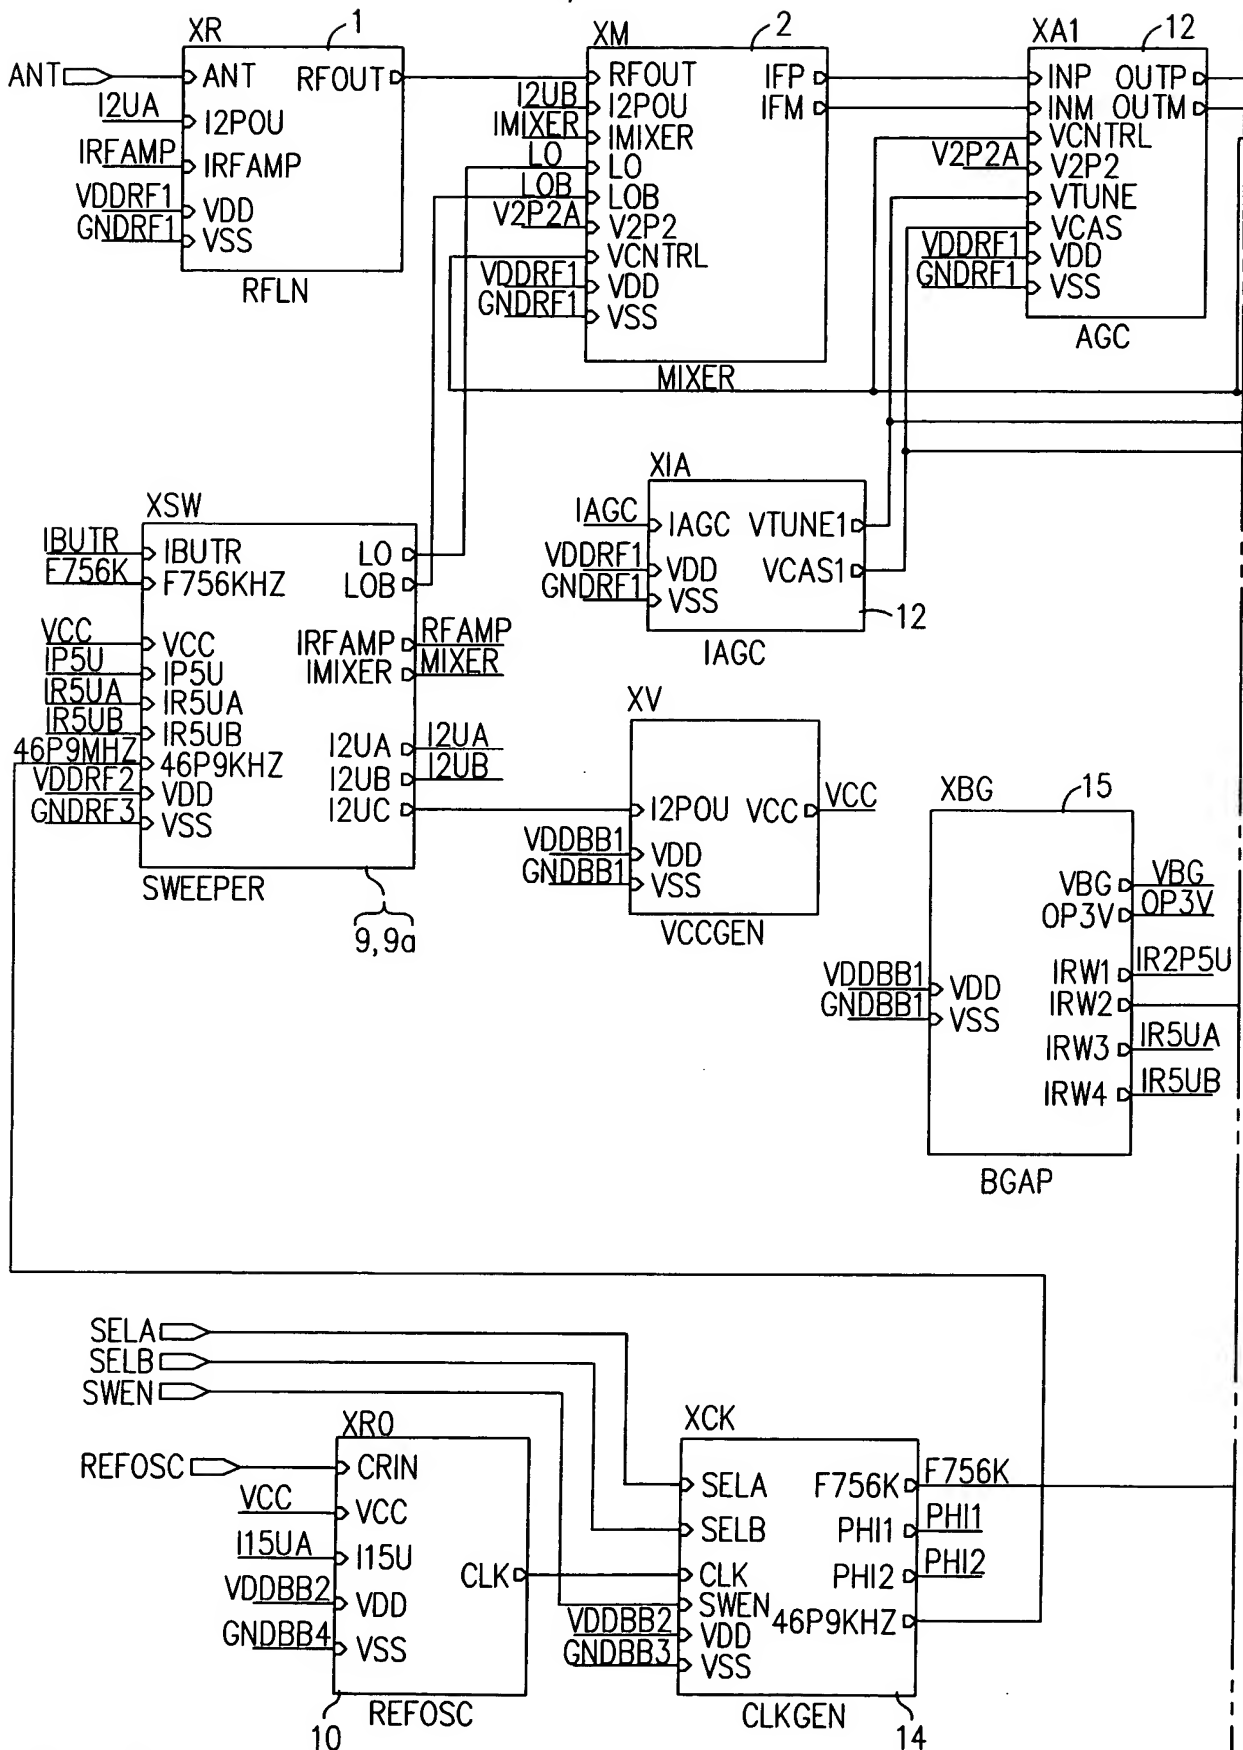 XR
1
ANT
ANT
RFOUT
I2UA
I2POU
IRFAMP
IRFAMP
VDDRF1
VDD
GNDRF1
VSS
RFLN
XM
2
RFOUT
IFP
I2UB
I2POU
IFM
IMIXER
IMIXER
LO
LO
LOB
LOB
V2P2A
V2P2
VCNTRL
VDDRF1
VDD
GNDRF1
VSS
MIXER
XA1
12
INP
OUTP
INM
OUTM
VCNTRL
V2P2A
V2P2
VTUNE
VCAS
VDDRF1
VDD
GNDRF1
VSS
AGC
XIA
IAGC
IAGC
VTUNE1
VDDRF1
VDD
VCAS1
GNDRF1
VSS
12
IAGC
XSW
IBUTR
IBUTR
LO
F756K
F756KHZ
LOB
VCC
VCC
IRFAMP
RFAMP
IP5U
IP5U
IMIXER
MIXER
IR5UA
IR5UA
IR5UB
IR5UB
I2UA
I2UA
46P9MHZ
46P9KHZ
I2UB
I2UB
VDDRF2
VDD
I2UC
GNDRF3
VSS
SWEEPER
9,9a
XV
I2POU
VCC
VCC
VDDBB1
VDD
GNDBB1
VSS
VCCGEN
XBG
15
VBG
VBG
OP3V
OP3V
IRW1
IR2P5U
VDDBB1
VDD
IRW2
GNDBB1
VSS
IRW3
IR5UA
IRW4
IR5UB
BGAP
SELA
SELB
SWEN
REFOSC
XRO
CRIN
VCC
VCC
I15UA
I15U
CLK
VDDBB2
VDD
GNDBB4
VSS
10
REFOSC
XCK
SELA
F756K
F756K
SELB
PHI1
PHI1
CLK
PHI2
PHI2
SWEN
46P9KHZ
VDDBB2
VDD
GNDBB3
VSS
CLKGEN
14